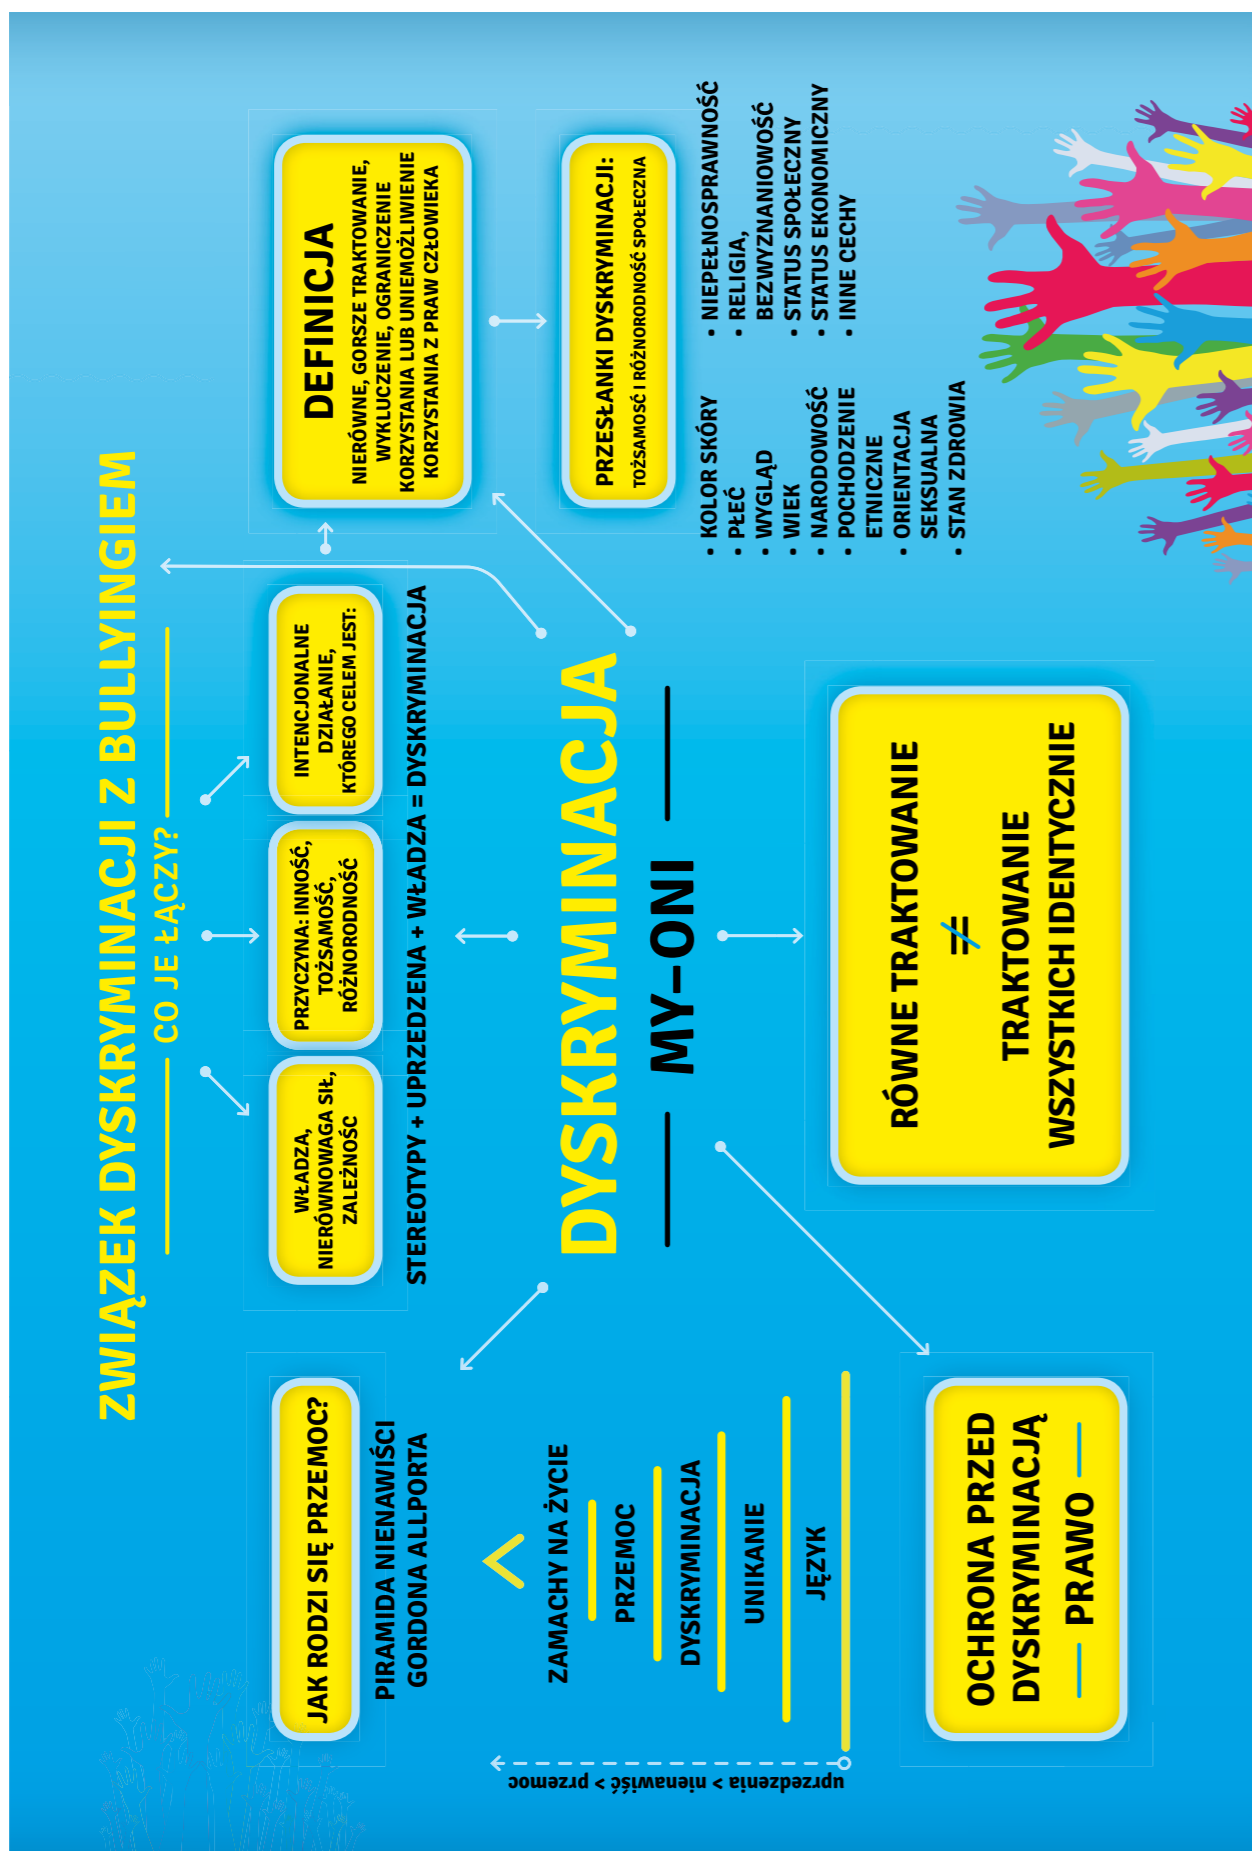 ZWIĄZEK DYSKRYMINACJI Z BULLYINGIEM
CO JE ŁĄCZY?
WŁADZA,
NIERÓWNOWAGA SIŁ,
ZALEŻNOŚC
PRZYCZYNA: INNOŚĆ,
TOŻSAMOŚĆ,
RÓŻNORODNOŚĆ
INTENCJONALNE
DZIAŁANIE,
KTÓREGO CELEM JEST:
STEREOTYPY + UPRZEDZENA + WŁADZA = DYSKRYMINACJA
DEFINICJA
NIERÓWNE, GORSZE TRAKTOWANIE,
WYKLUCZENIE, OGRANICZENIE
KORZYSTANIA LUB UNIEMOŻLIWIENIE
KORZYSTANIA Z PRAW CZŁOWIEKA
JAK RODZI SIĘ PRZEMOC?
PIRAMIDA NIENAWIŚCI
GORDONA ALLPORTA
uprzedzenia > nienawiść > przemoc
ZAMACHY NA ŻYCIE
PRZEMOC
DYSKRYMINACJA
UNIKANIE
JĘZYK
DYSKRYMINACJA
MY–ONI
PRZESŁANKI DYSKRYMINACJI:
TOŻSAMOŚĆ I RÓŻNORODNOŚĆ SPOŁECZNA
• KOLOR SKÓRY
• PŁEĆ
• WYGLĄD
• WIEK
• NARODOWOŚĆ
• POCHODZENIE
ETNICZNE
• ORIENTACJA
SEKSUALNA
• STAN ZDROWIA
• NIEPEŁNOSPRAWNOŚĆ
• RELIGIA,
BEZWYZNANIOWOŚĆ
• STATUS SPOŁECZNY
• STATUS EKONOMICZNY
• INNE CECHY
OCHRONA PRZED
DYSKRYMINACJĄ
PRAWO
RÓWNE TRAKTOWANIE
≠
TRAKTOWANIE
WSZYSTKICH IDENTYCZNIE